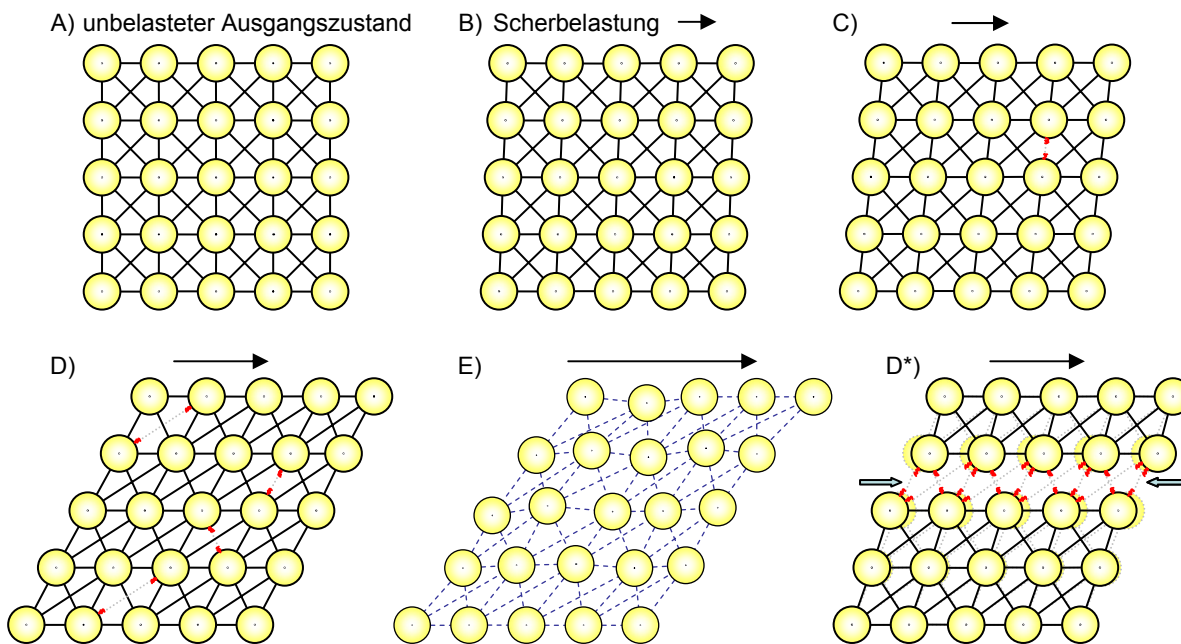 A) unbelasteter Ausgangszustand
B) Scherbelastung
C)
D)
E)
D*)